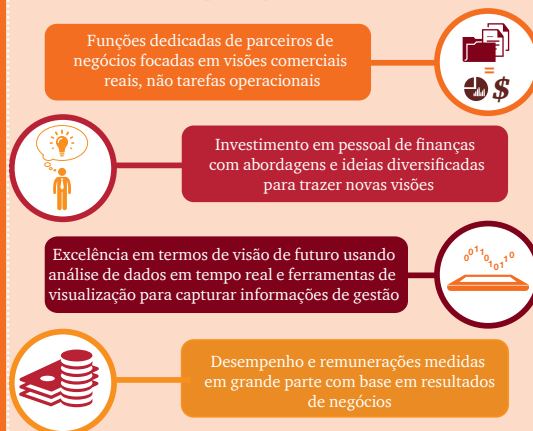 Funções dedicadas de parceiros de
negócios focadas em visões comerciais
reais, não tarefas operacionais
=
$
Investimento em pessoal de finanças
com abordagens e ideias diversificadas
para trazer novas visões
Excelência em termos de visão de futuro usando
análise de dados em tempo real e ferramentas de
visualização para capturar informações de gestão
0011010110
Desempenho e remunerações medidas
em grande parte com base em resultados
de negócios